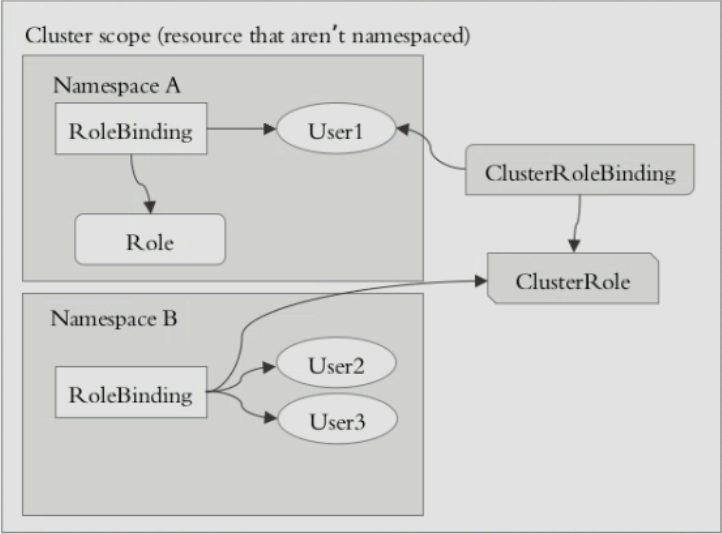 Cluster scope (resource that aren't namespaced)
Namespace A
RoleBinding
User1
ClusterRoleBinding
Role
ClusterRole
Namespace B
User2
RoleBinding
User3